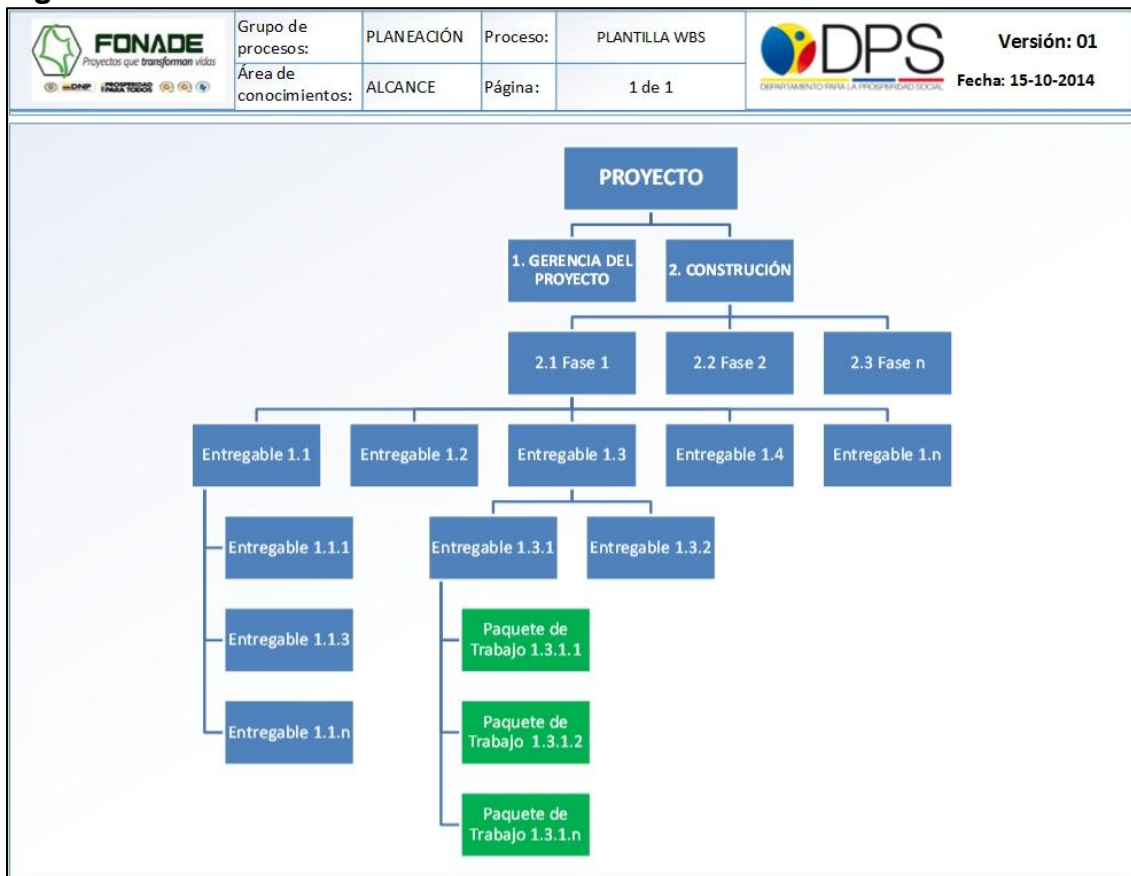 FONADE
Proyectos que transforman vidas
DNP PROSPERIDAD PARA TODOS
Grupo de procesos:
PLANEACIÓN
Proceso:
PLANTILLA WBS
Área de conocimientos:
ALCANCE
Página:
1 de 1
DPS
DEPARTAMENTO PARA LA PROSPERIDAD SOCIAL
Versión: 01
Fecha: 15-10-2014
PROYECTO
1. GERENCIA DEL
PROYECTO
2. CONSTRUCIÓN
2.1 Fase 1
2.2 Fase 2
2.3 Fase n
Entregable 1.1
Entregable 1.2
Entregable 1.3
Entregable 1.4
Entregable 1.n
Entregable 1.1.1
Entregable 1.1.3
Entregable 1.1.n
Entregable 1.3.1
Entregable 1.3.2
Paquete de
Trabajo 1.3.1.1
Paquete de
Trabajo 1.3.1.2
Paquete de
Trabajo 1.3.1.n